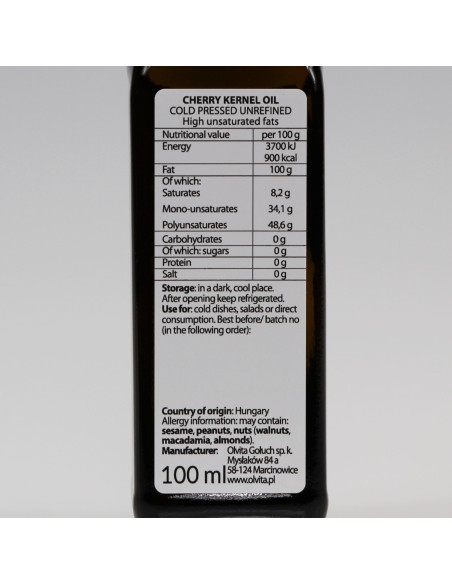 CHERRY KERNEL OIL
COLD PRESSED UNREFINED
High unsaturated fats
Nutritional value per 100 g
Energy 3700 kJ
900 kcal
Fat 100 g
Of which:
Saturates 8,2 g
Mono-unsaturates 34,1 g
Polyunsaturates 48,6 g
Carbohydrates 0 g
Of which: sugars 0 g
Protein 0 g
Salt 0 g
Storage: in a dark, cool place.
After opening keep refrigerated.
Use for: cold dishes, salads or direct
consumption. Best before/ batch no
(in the following order):
Country of origin: Hungary
Allergy information: may contain:
sesame, peanuts, nuts (walnuts,
macadamia, almonds).
Manufacturer: Olvita Gołuch sp. k.
Mysłaków 84 a
58-124 Marcinowice
www.olvita.pl
100 ml